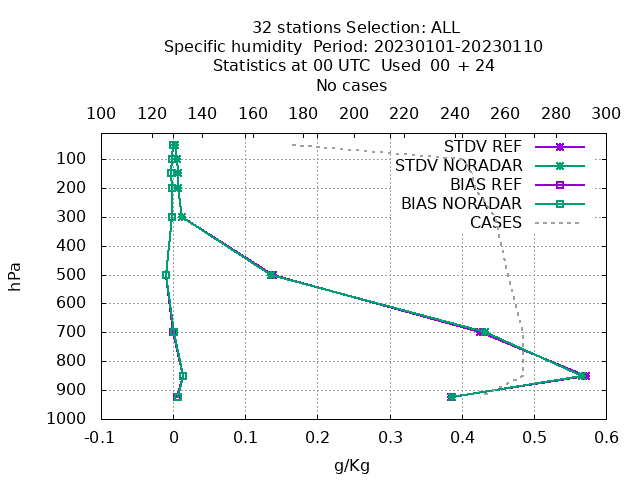 32 stations Selection: ALL
Specific humidity  Period: 20230101-20230110
Statistics at 00 UTC  Used  00 + 24
No cases
100 120 140 160 180 200 220 240 260 280 300
STDV REF
STDV NORADAR
BIAS REF
BIAS NORADAR
CASES
100
200
300
400
500
600
700
800
900
1000
hPa
-0.1 0 0.1 0.2 0.3 0.4 0.5 0.6
g/Kg